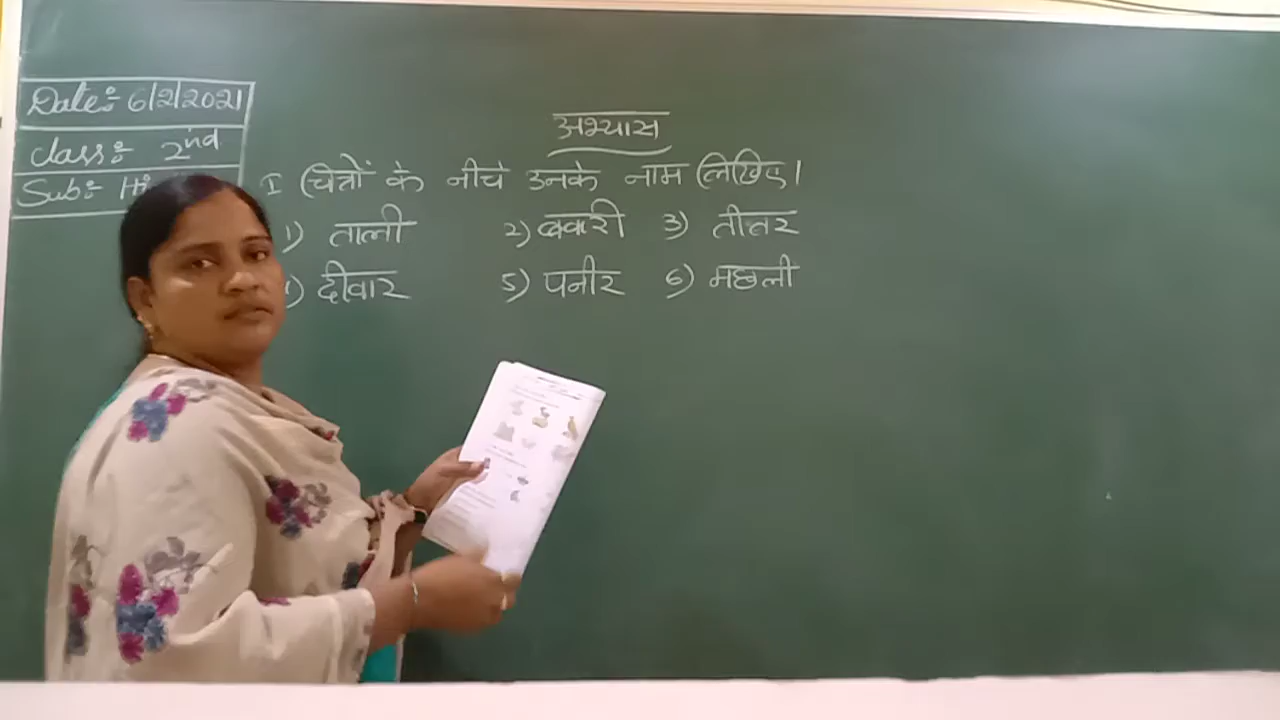 Date:- 6/2/2021
Class:- 2nd
Sub:- Hi
अभ्यास
I चित्रों के नीचे उनके नाम लिखिए।
1) ताली 2) बकरी 3) तीतर
4) दीवार 5) पनीर 6) मछली